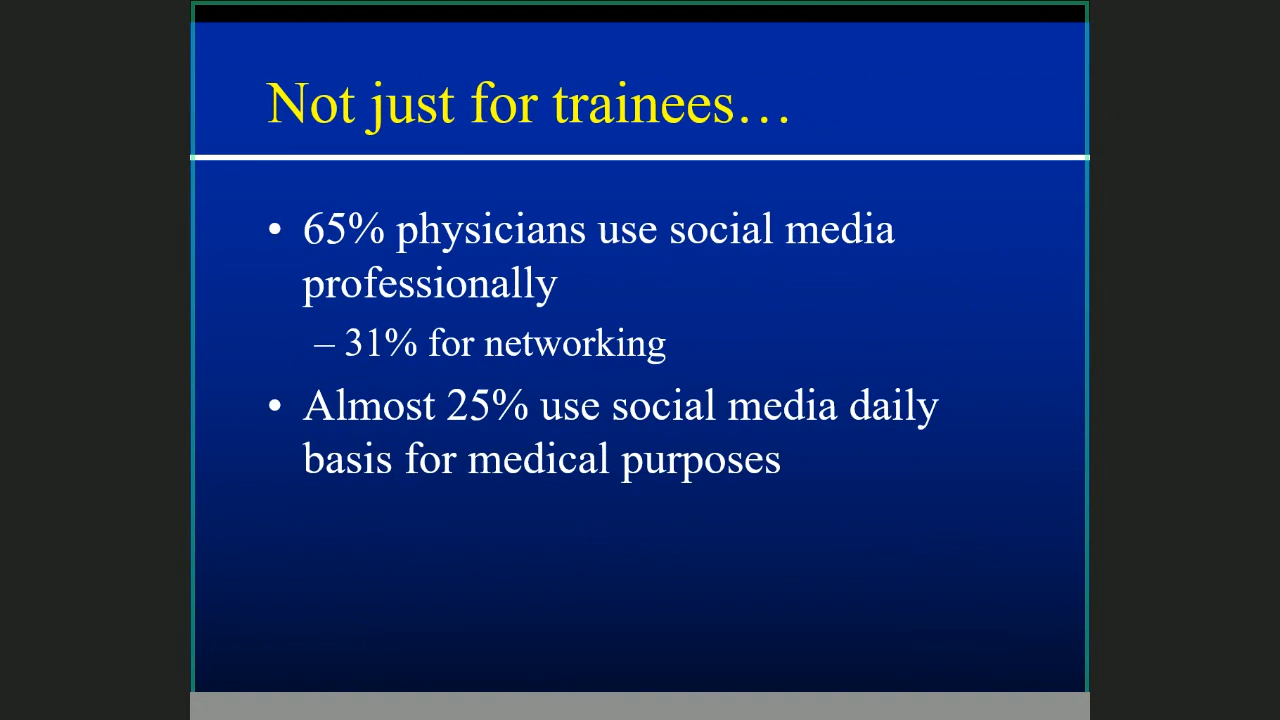 Not just for trainees…
• 65% physicians use social media
professionally
– 31% for networking
• Almost 25% use social media daily
basis for medical purposes